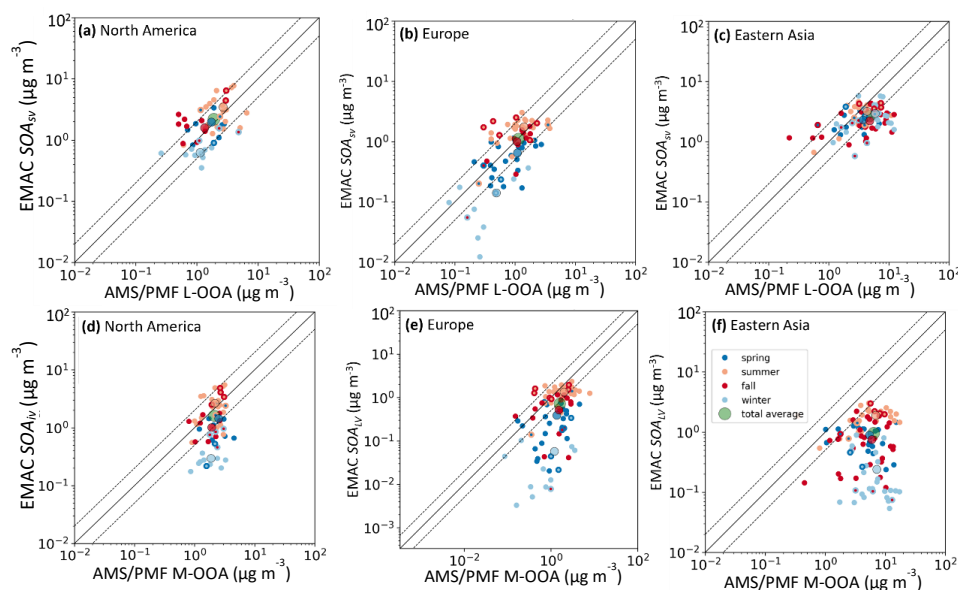 (a) North America
(b) Europe
(c) Eastern Asia
EMAC SOAsv (µg m⁻³)
10²
10¹
10⁰
10⁻¹
10⁻²
10⁻² 10⁻¹ 10⁰ 10¹ 10²
AMS/PMF L-OOA (µg m⁻³)
EMAC SOAsv (µg m⁻³)
10²
10¹
10⁰
10⁻¹
10⁻²
10⁻² 10⁻¹ 10⁰ 10¹ 10²
AMS/PMF L-OOA (µg m⁻³)
EMAC SOAsv (µg m⁻³)
10²
10¹
10⁰
10⁻¹
10⁻²
10⁻² 10⁻¹ 10⁰ 10¹ 10²
AMS/PMF L-OOA (µg m⁻³)
(d) North America
(e) Europe
(f) Eastern Asia
EMAC SOAlv (µg m⁻³)
10²
10¹
10⁰
10⁻¹
10⁻²
10⁻² 10⁻¹ 10⁰ 10¹ 10²
AMS/PMF M-OOA (µg m⁻³)
EMAC SOALV (µg m⁻³)
10²
10¹
10⁰
10⁻¹
10⁻²
10⁻³
10⁻² 10⁻¹ 10⁰ 10¹ 10²
AMS/PMF M-OOA (µg m⁻³)
EMAC SOALV (µg m⁻³)
10²
10¹
10⁰
10⁻¹
10⁻²
10⁻² 10⁻¹ 10⁰ 10¹ 10²
AMS/PMF M-OOA (µg m⁻³)
spring
summer
fall
winter
total average